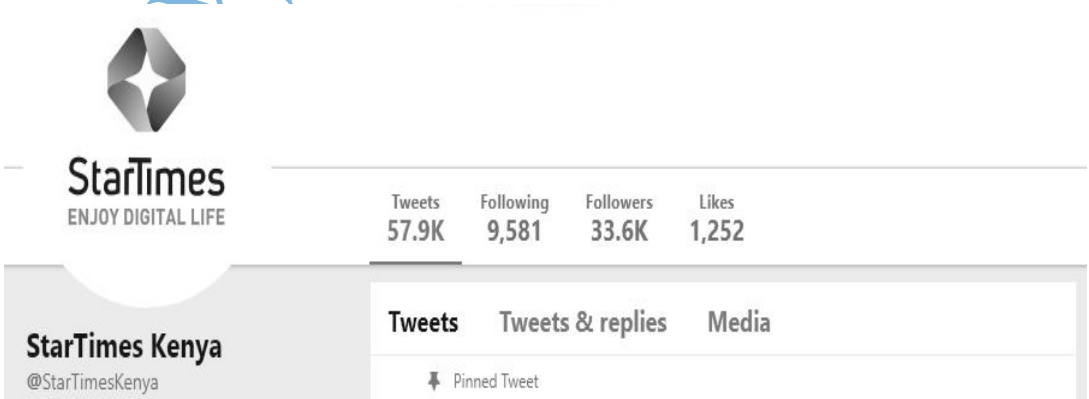 StarTimes
ENJOY DIGITAL LIFE
Tweets Following Followers Likes
57.9K 9,581 33.6K 1,252
Tweets Tweets & replies Media
StarTimes Kenya
@StarTimesKenya
Pinned Tweet